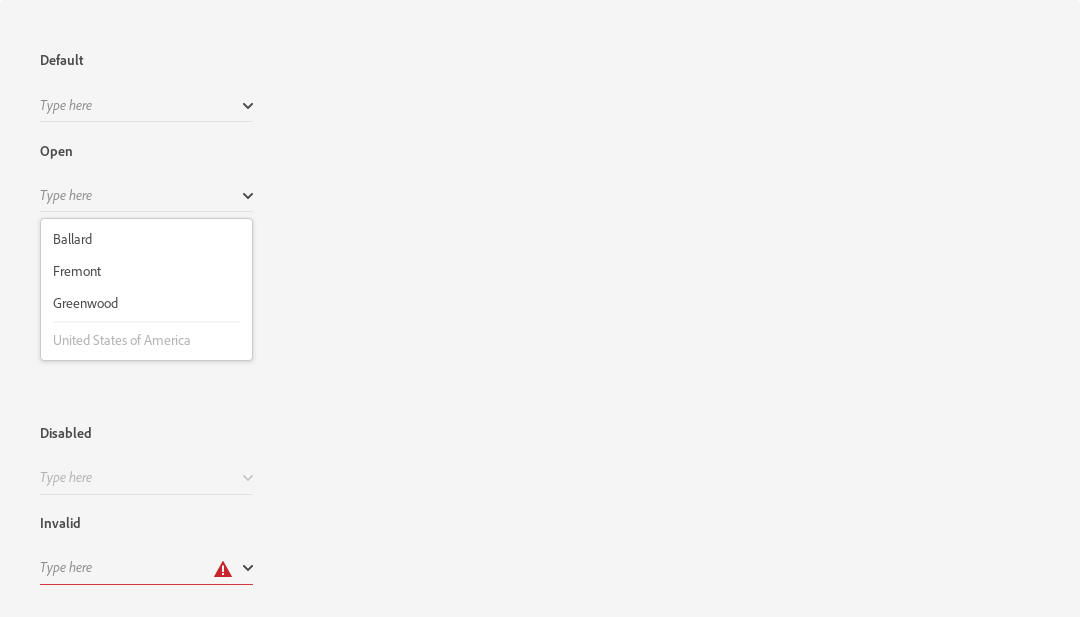 Default
Type here
Open
Type here
Ballard
Fremont
Greenwood
United States of America
Disabled
Type here
Invalid
Type here